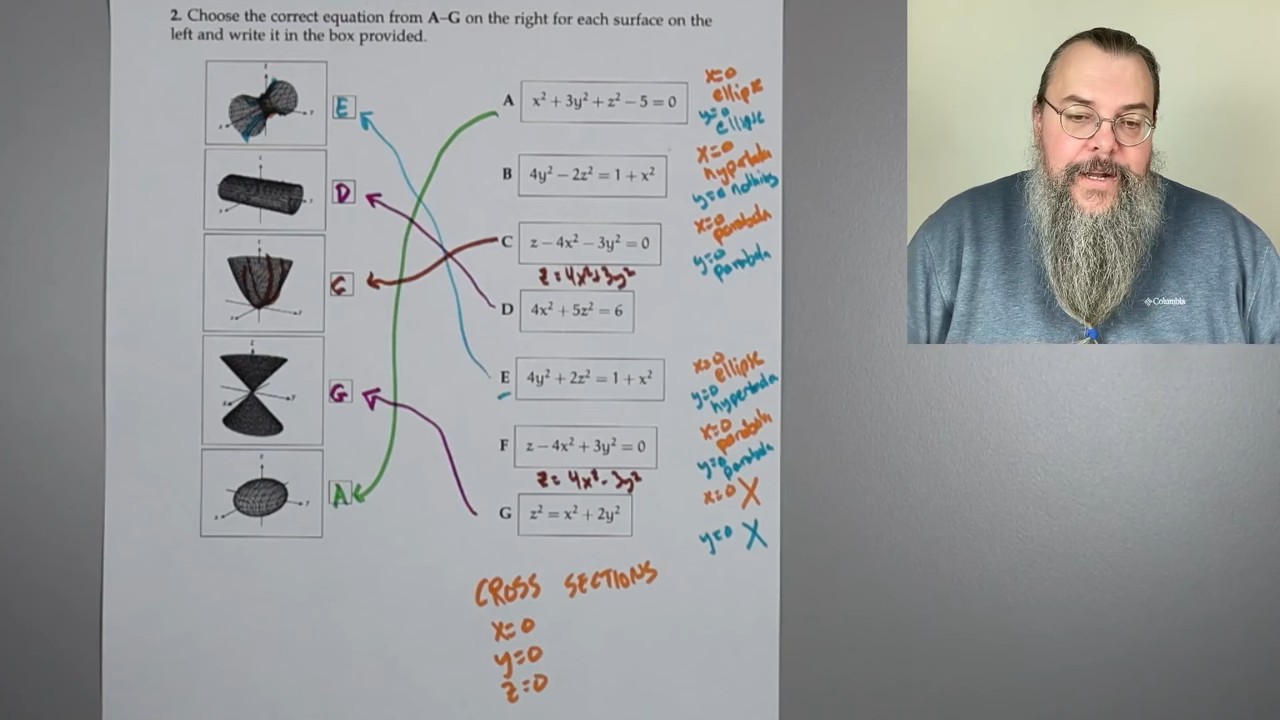 2. Choose the correct equation from A–G on the right for each surface on the
left and write it in the box provided.
E
D
C
G
A
A x² + 3y² + z² − 5 = 0
B 4y² − 2z² = 1 + x²
C z − 4x² − 3y² = 0
z = 4x² + 3y²
D 4x² + 5z² = 6
E 4y² + 2z² = 1 + x²
F z − 4x² + 3y² = 0
z = 4x² - 3y²
G z² = x² + 2y²
x=0
ellipse
y=0
ellipse
x=0
hyperbola
y=0 nothing
x=0
parabola
y=0
parabola
x=0
ellipse
y=0
hyperbola
x=0
parabola
y=0
parabola
x=0 X
y=0 X
CROSS SECTIONS
x=0
y=0
z=0
Columbia